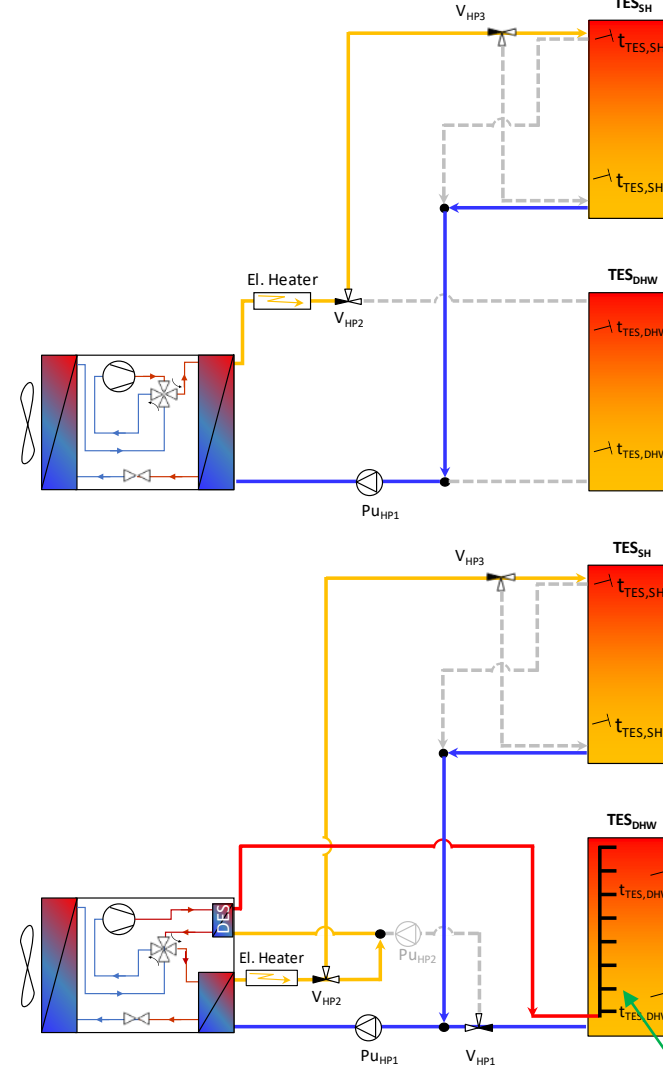 V_HP3
TES_SH
t_TES,SH
t_TES,SH
El. Heater
V_HP2
TES_DHW
t_TES,DHW
t_TES,DHW
Pu_HP1
V_HP3
TES_SH
t_TES,SH
t_TES,SH
TES_DHW
t_TES,DHW
DES
Pu_HP2
El. Heater
V_HP2
t_TES,DHW
Pu_HP1
V_HP1